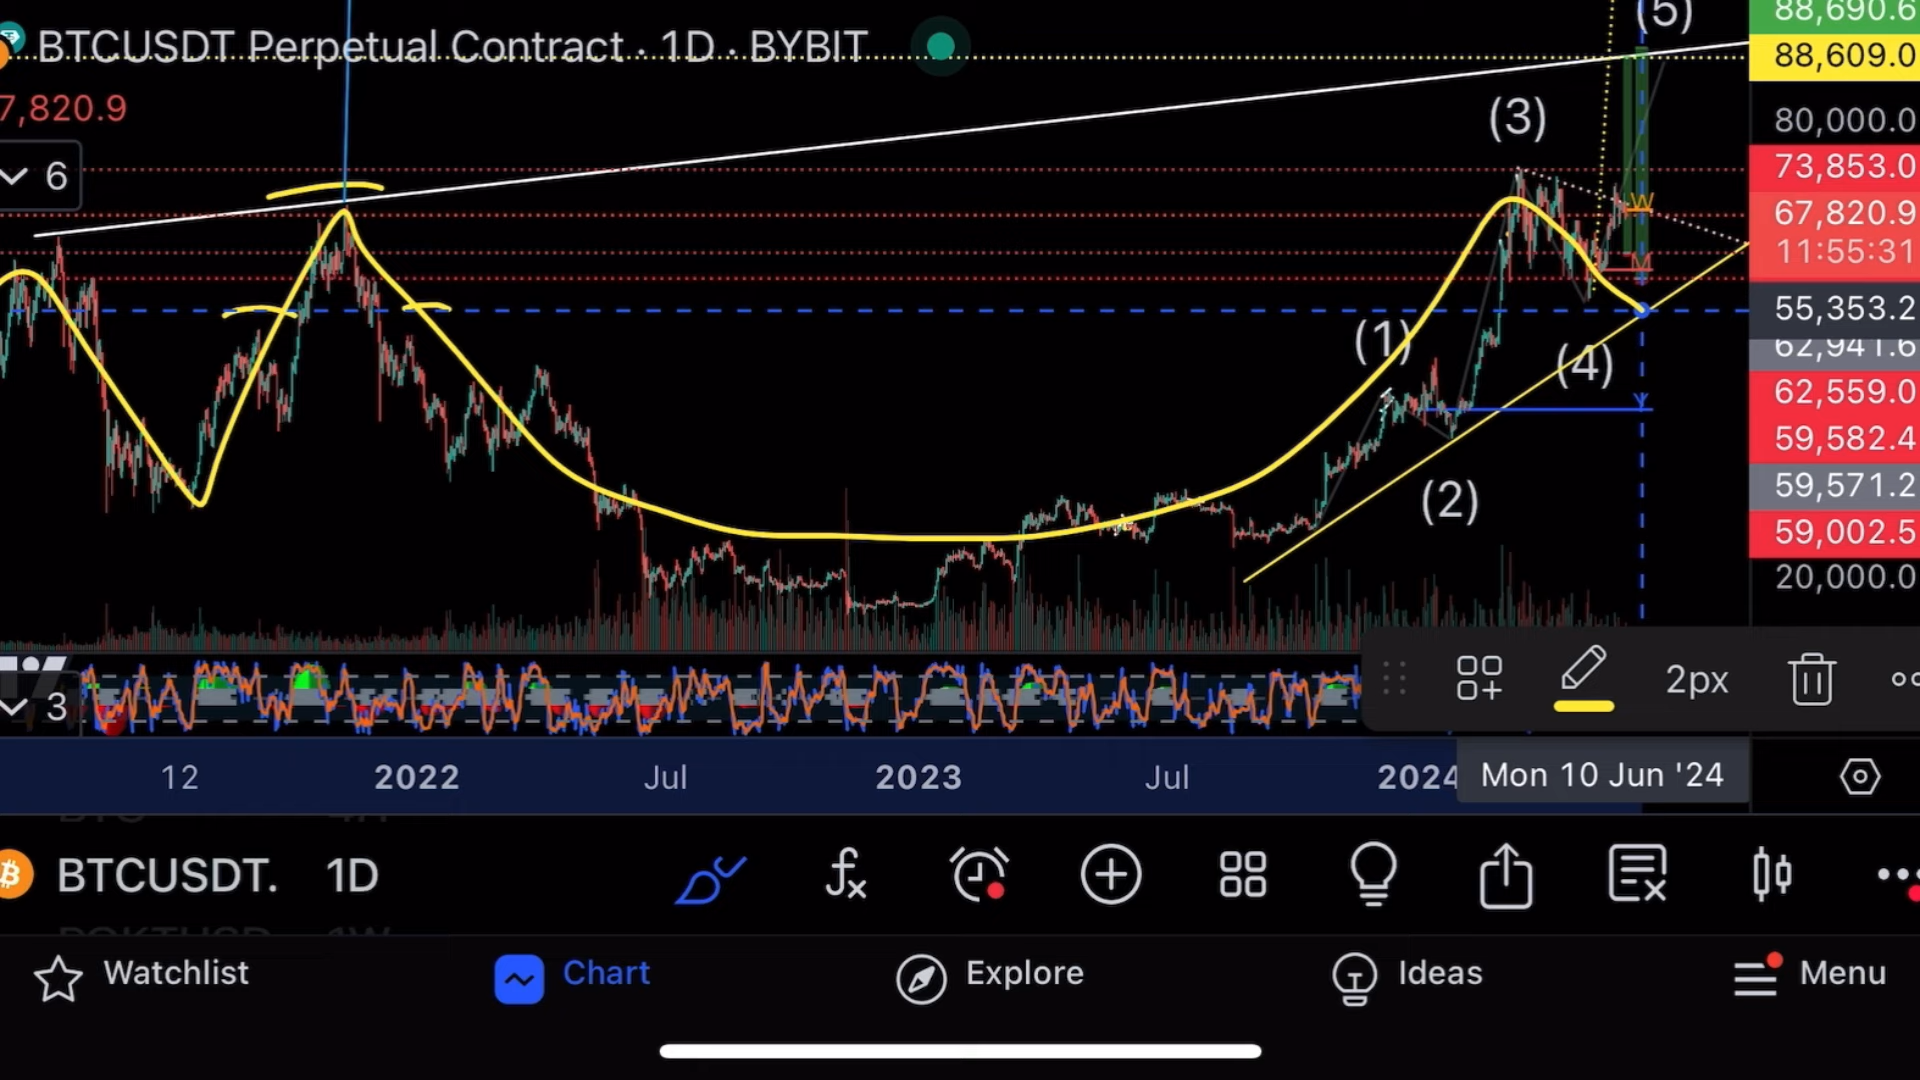 (5)
88,690.6
BTCUSDT Perpetual Contract · 1D · BYBIT
88,609.0
7,820.9
(3)
80,000.0
6
73,853.0
W
67,820.9
M
11:55:31
55,353.2
(1)
62,941.6
(4)
62,559.0
Y
59,582.4
(2)
59,571.2
59,002.5
20,000.0
3
2px
12
2022
Jul
2023
Jul
2024
Mon 10 Jun '24
BTCUSDT. 1D
Watchlist
Chart
Explore
Ideas
Menu